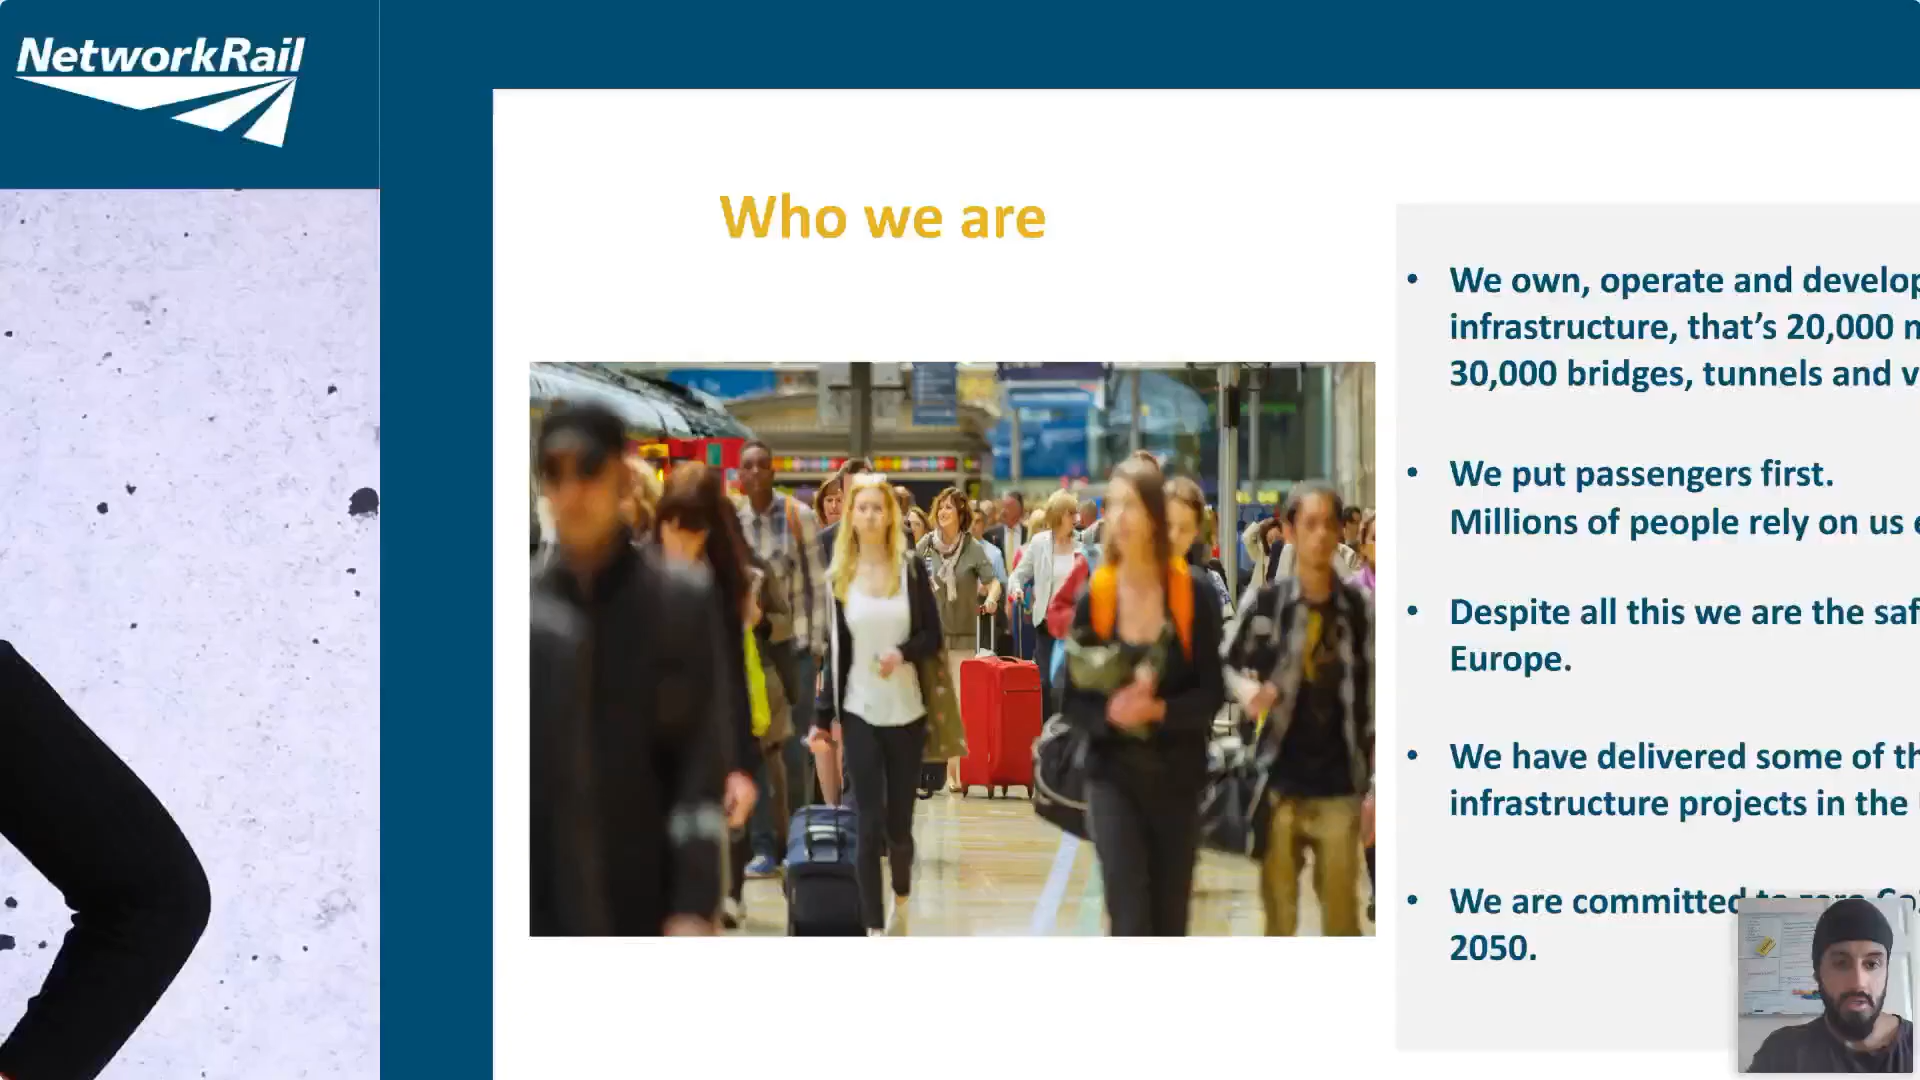 NetworkRail
Who we are
• We own, operate and develop
infrastructure, that’s 20,000
30,000 bridges, tunnels and
• We put passengers first.
Millions of people rely on us
• Despite all this we are the
Europe.
• We have delivered some of
infrastructure projects in the
• We are committed to zero
2050.